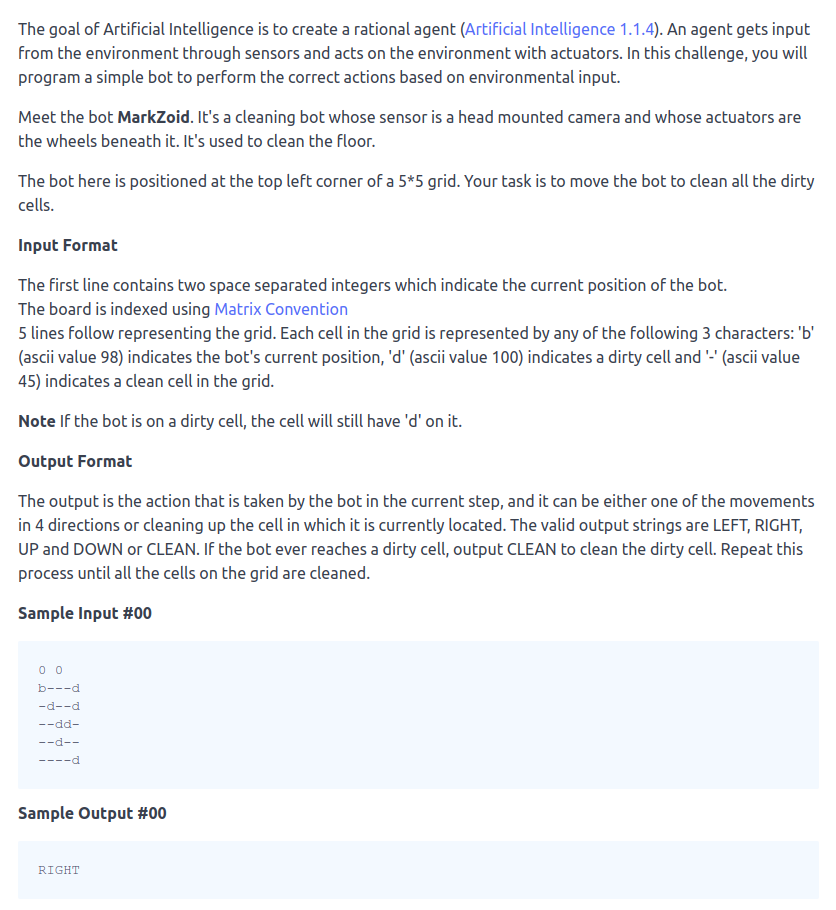 The goal of Artificial Intelligence is to create a rational agent (Artificial Intelligence 1.1.4). An agent gets input
from the environment through sensors and acts on the environment with actuators. In this challenge, you will
program a simple bot to perform the correct actions based on environmental input.
Meet the bot MarkZoid. It's a cleaning bot whose sensor is a head mounted camera and whose actuators are
the wheels beneath it. It's used to clean the floor.
The bot here is positioned at the top left corner of a 5*5 grid. Your task is to move the bot to clean all the dirty
cells.
Input Format
The first line contains two space separated integers which indicate the current position of the bot.
The board is indexed using Matrix Convention
5 lines follow representing the grid. Each cell in the grid is represented by any of the following 3 characters: 'b'
(ascii value 98) indicates the bot's current position, 'd' (ascii value 100) indicates a dirty cell and '-' (ascii value
45) indicates a clean cell in the grid.
Note If the bot is on a dirty cell, the cell will still have 'd' on it.
Output Format
The output is the action that is taken by the bot in the current step, and it can be either one of the movements
in 4 directions or cleaning up the cell in which it is currently located. The valid output strings are LEFT, RIGHT,
UP and DOWN or CLEAN. If the bot ever reaches a dirty cell, output CLEAN to clean the dirty cell. Repeat this
process until all the cells on the grid are cleaned.
Sample Input #00
0 0
b---d
-d--d
--dd-
--d--
----d
Sample Output #00
RIGHT